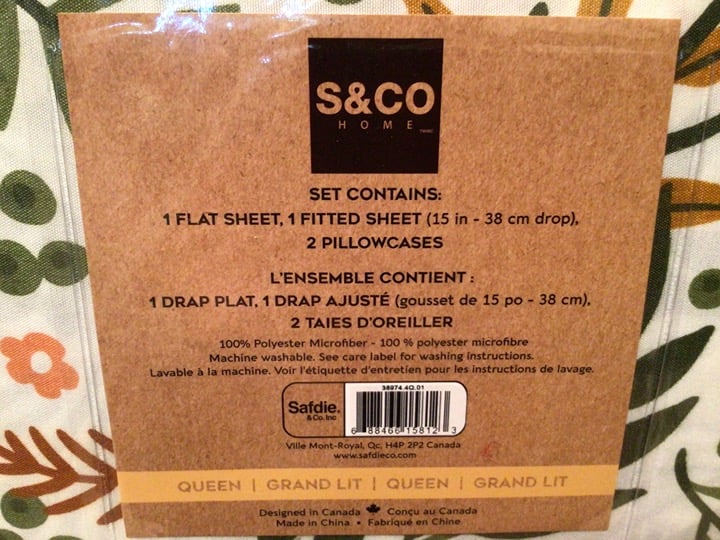 S&CO
HOME
SET CONTAINS:
1 FLAT SHEET, 1 FITTED SHEET (15 in - 38 cm drop),
2 PILLOWCASES
L'ENSEMBLE CONTIENT :
1 DRAP PLAT, 1 DRAP AJUSTÉ (gousset de 15 po - 38 cm),
2 TAIES D'OREILLER
100% Polyester Microfiber - 100 % polyester microfibre
Machine washable. See care label for washing instructions.
Lavable à la machine. Voir l'étiquette d'entretien pour les instructions de lavage.
38974.4Q.01
Safdie.
& Co. Inc
6 88466 15812 3
Ville Mont-Royal, Qc, H4P 2P2 Canada
www.safdieco.com
QUEEN | GRAND LIT | QUEEN | GRAND LIT
Designed in Canada Conçu au Canada
Made in China • Fabriqué en Chine